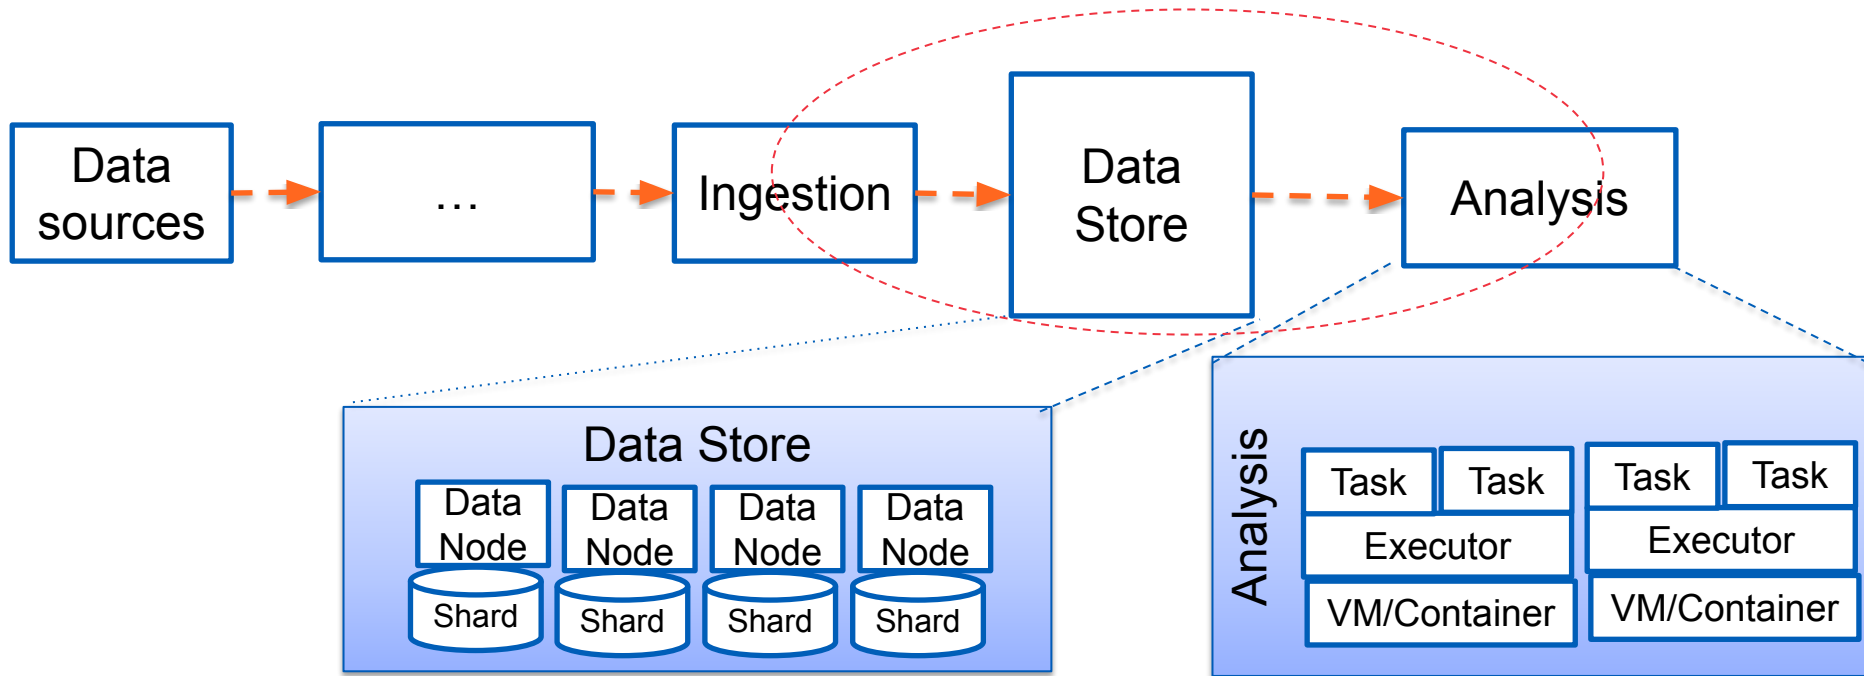 Data
sources
...
Ingestion
Data
Store
Analysis
Data Store
Data
Node
Data
Node
Data
Node
Data
Node
Shard
Shard
Shard
Shard
Analysis
Task
Task
Task
Task
Executor
Executor
VM/Container
VM/Container